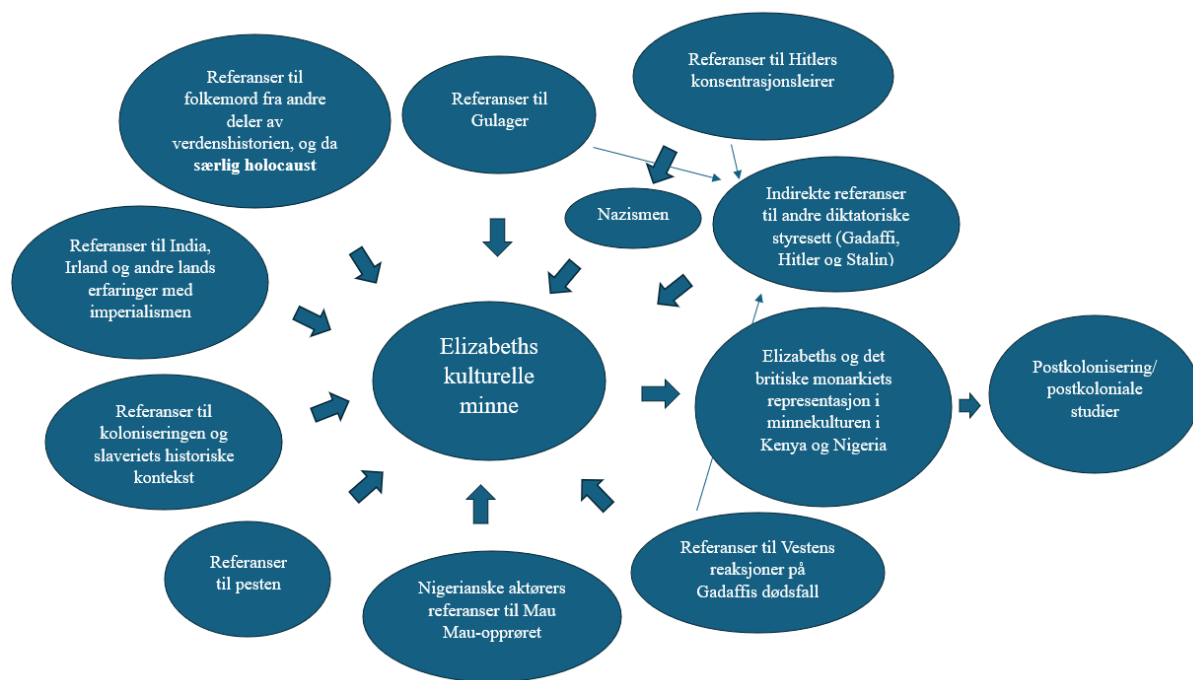 Referanser til
folkemord fra andre
deler av
verdenshistorien, og da
særlig holocaust
Referanser til
Gulager
Referanser til Hitlers
konsentrasjonsleirer
Nazismen
Indirekte referanser
til andre diktatoriske
styresett (Gadaffi,
Hitler og Stalin)
Referanser til India,
Irland og andre lands
erfaringer med
imperialismen
Elizabeths
kulturelle
minne
Elizabeths og det
britiske monarkiets
representasjon i
minnekulturen i
Kenya og Nigeria
Postkolonisering/
postkoloniale
studier
Referanser til
koloniseringen og
slaveriets historiske
kontekst
Referanser
til pesten
Nigerianske aktørers
referanser til Mau
Mau-opprøret
Referanser til Vestens
reaksjoner på
Gadaffis dødsfall